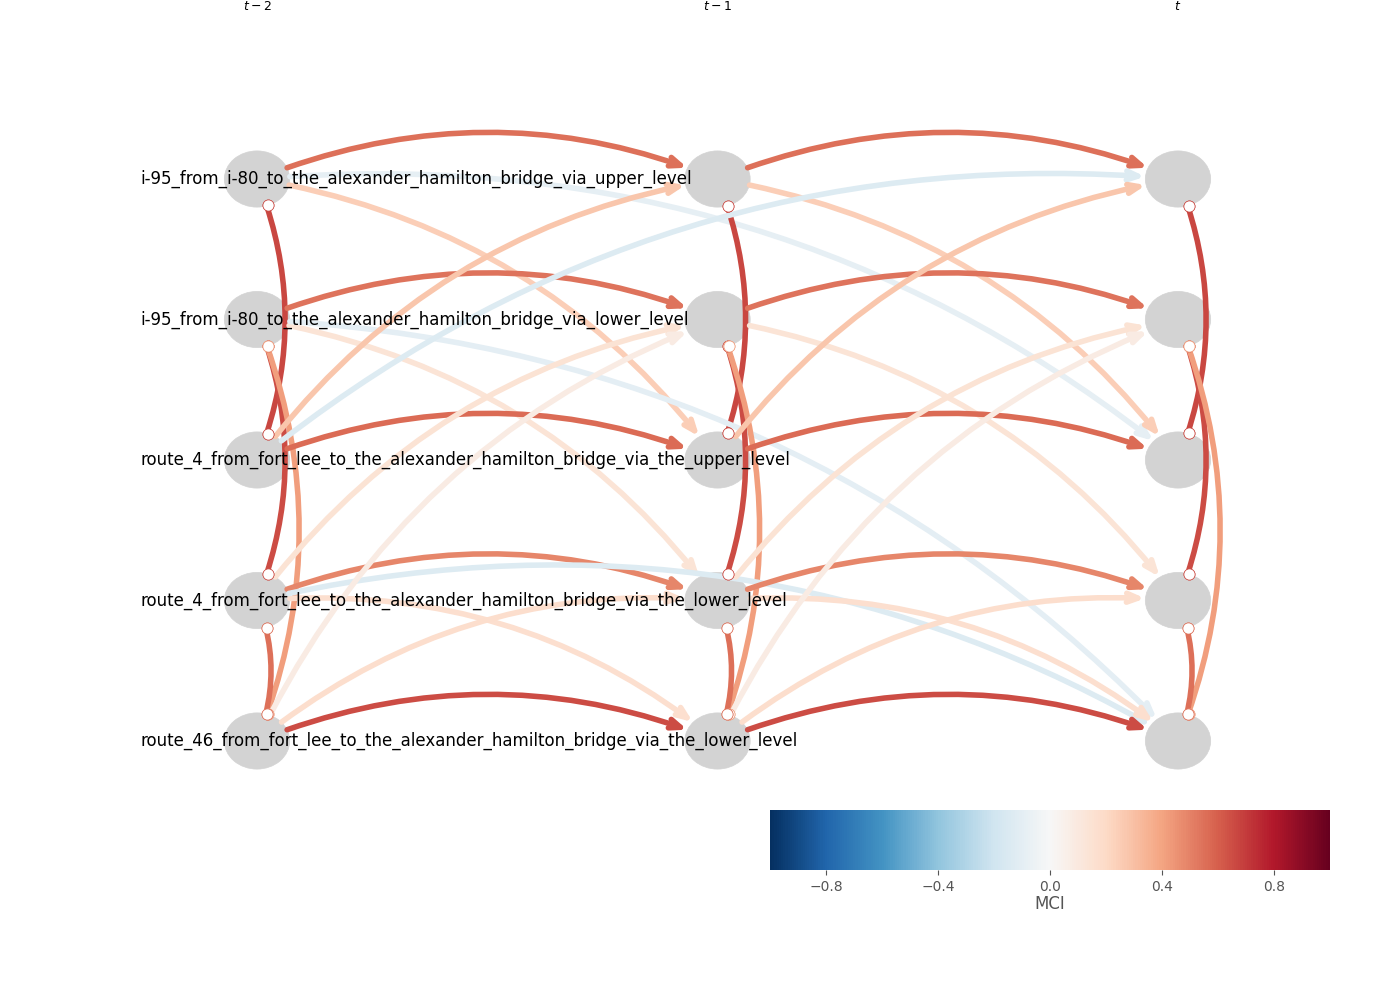 t − 2 t − 1 t
i-95_from_i-80_to_the_alexander_hamilton_bridge_via_upper_level
i-95_from_i-80_to_the_alexander_hamilton_bridge_via_lower_level
route_4_from_fort_lee_to_the_alexander_hamilton_bridge_via_the_upper_level
route_4_from_fort_lee_to_the_alexander_hamilton_bridge_via_the_lower_level
route_46_from_fort_lee_to_the_alexander_hamilton_bridge_via_the_lower_level
−0.8 −0.4 0.0 0.4 0.8
MCI